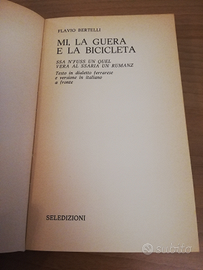 FLAVIO BERTELLI
MI, LA GUERA
E LA BICICLETA
SSA N'FUSS UN QUEL
VERA AL SSARIA UN RUMANZ
Testo in dialetto ferrarese
e versione in italiano
a fronte
SELEDIZIONI
subito